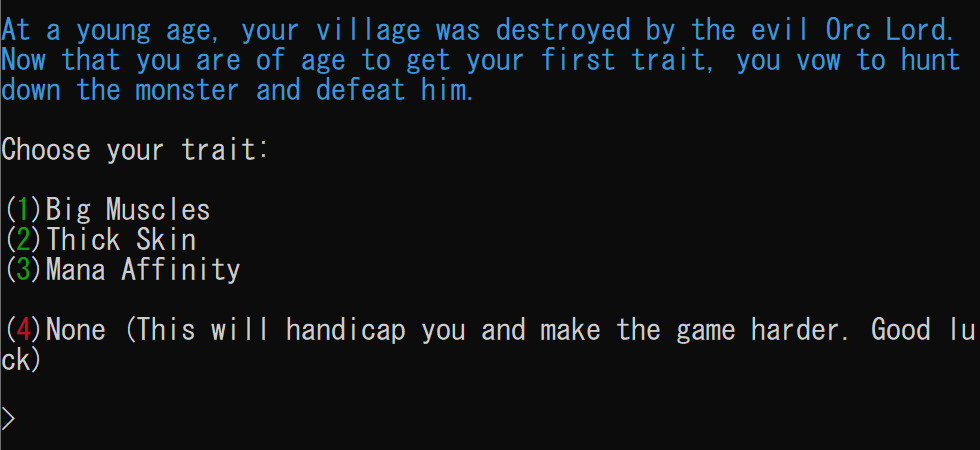 At a young age, your village was destroyed by the evil Orc Lord.
Now that you are of age to get your first trait, you vow to hunt
down the monster and defeat him.
Choose your trait:
(1)Big Muscles
(2)Thick Skin
(3)Mana Affinity
(4)None (This will handicap you and make the game harder. Good lu
ck)
>